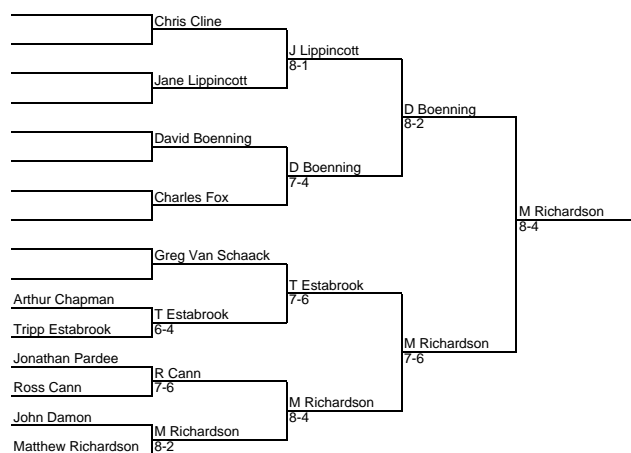 Chris Cline
J Lippincott
8-1
Jane Lippincott
D Boenning
8-2
David Boenning
D Boenning
7-4
Charles Fox
M Richardson
8-4
Greg Van Schaack
T Estabrook
7-6
Arthur Chapman
T Estabrook
6-4
Tripp Estabrook
M Richardson
7-6
Jonathan Pardee
R Cann
7-6
Ross Cann
M Richardson
8-4
John Damon
M Richardson
8-2
Matthew Richardson